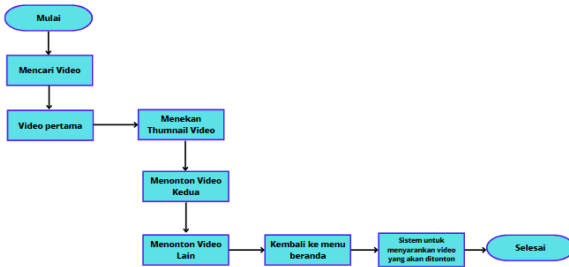 Mulai
Mencari Video
Video pertama
Menekan
Thumnail Video
Menonton Video
Kedua
Menonton Video
Lain
Kembali ke menu
beranda
Sistem untuk
menyarankan video
yang akan ditonton
Selesai